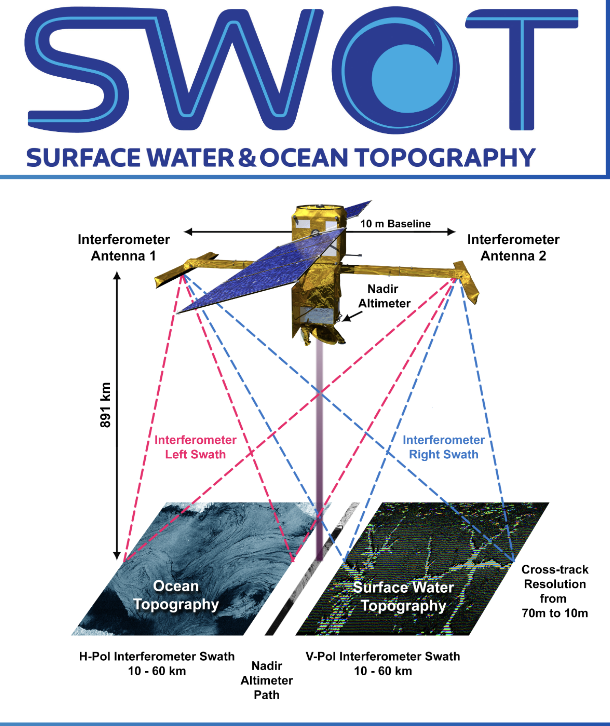 SWOT
SURFACE WATER & OCEAN TOPOGRAPHY
10 m Baseline
Interferometer
Antenna 1
Interferometer
Antenna 2
Nadir
Altimeter
891 km
Interferometer
Left Swath
Interferometer
Right Swath
Ocean
Topography
Surface Water
Topography
Cross-track
Resolution
from
70m to 10m
H-Pol Interferometer Swath
10 - 60 km
Nadir
Altimeter
Path
V-Pol Interferometer Swath
10 - 60 km